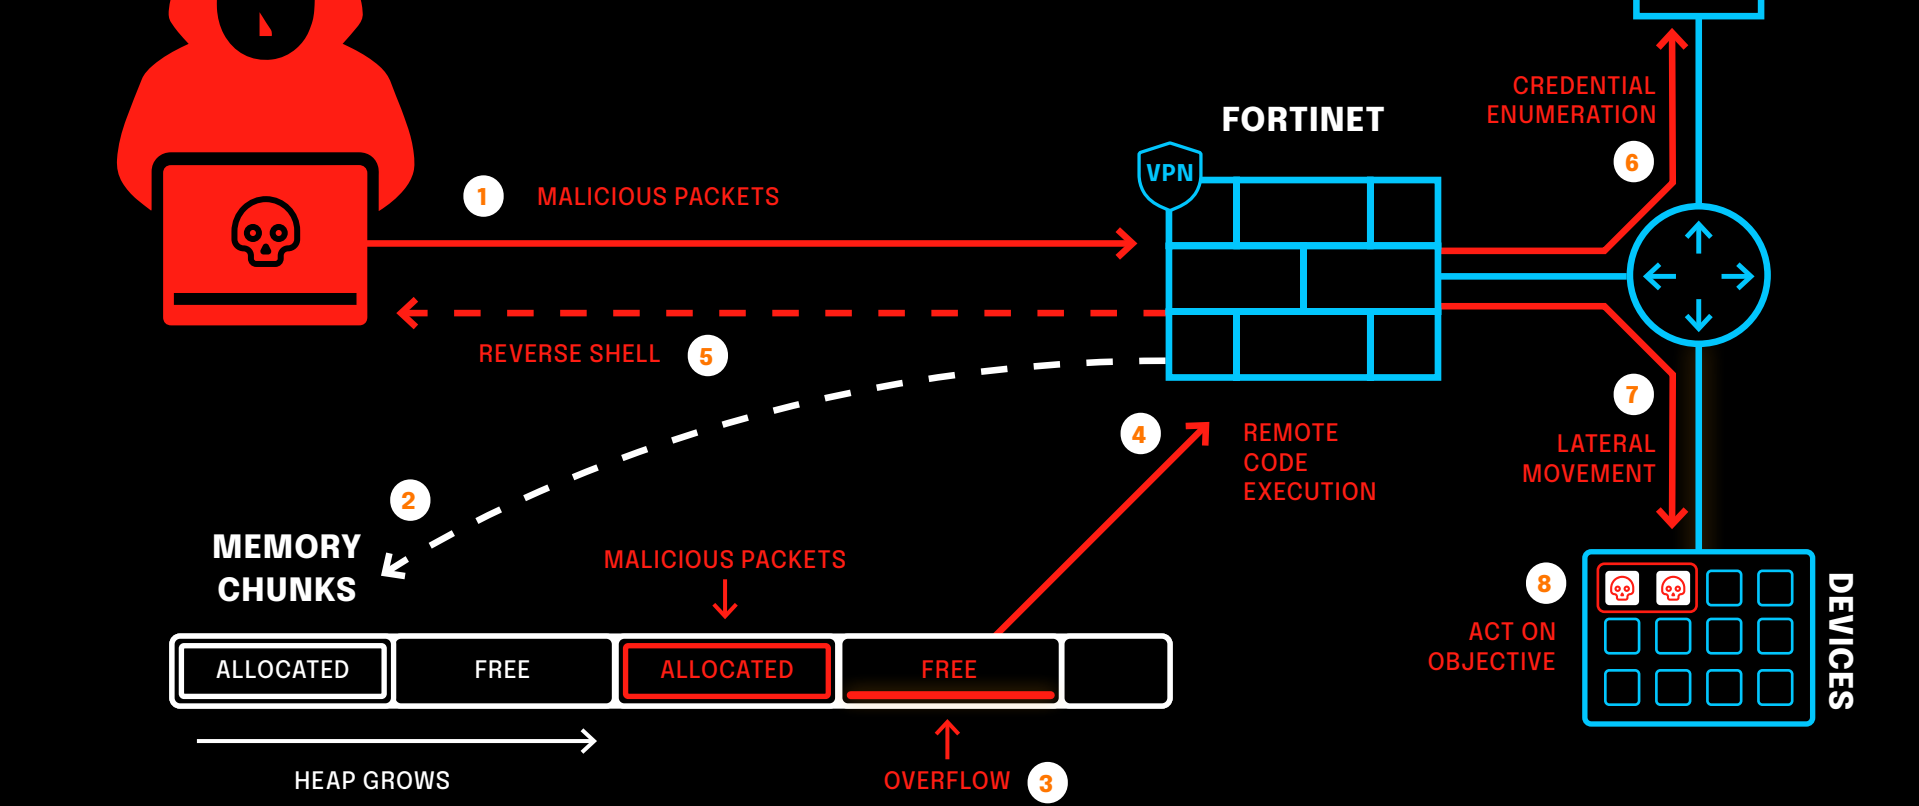 CREDENTIAL
ENUMERATION
6
FORTINET
VPN
1
MALICIOUS PACKETS
REVERSE SHELL
5
7
LATERAL
MOVEMENT
4
REMOTE
CODE
EXECUTION
2
MEMORY
CHUNKS
MALICIOUS PACKETS
ALLOCATED
FREE
ALLOCATED
FREE
HEAP GROWS
OVERFLOW
3
8
ACT ON
OBJECTIVE
DEVICES